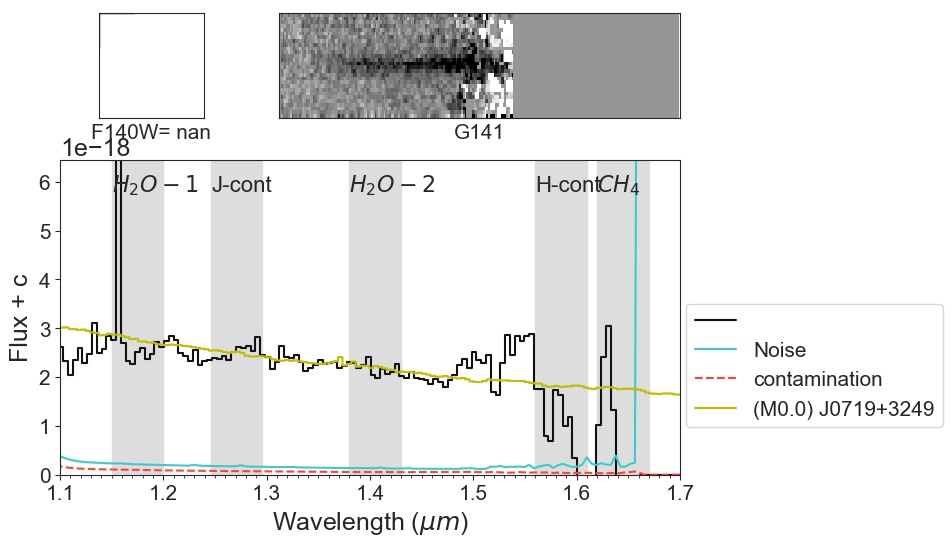 F140W= nan
G141
1e−18
H₂O − 1 J-cont H₂O − 2 H-cont CH₄
6
5
4
3
2
1
0
Flux + c
1.1 1.2 1.3 1.4 1.5 1.6 1.7
Wavelength (μm)
Noise
contamination
(M0.0) J0719+3249